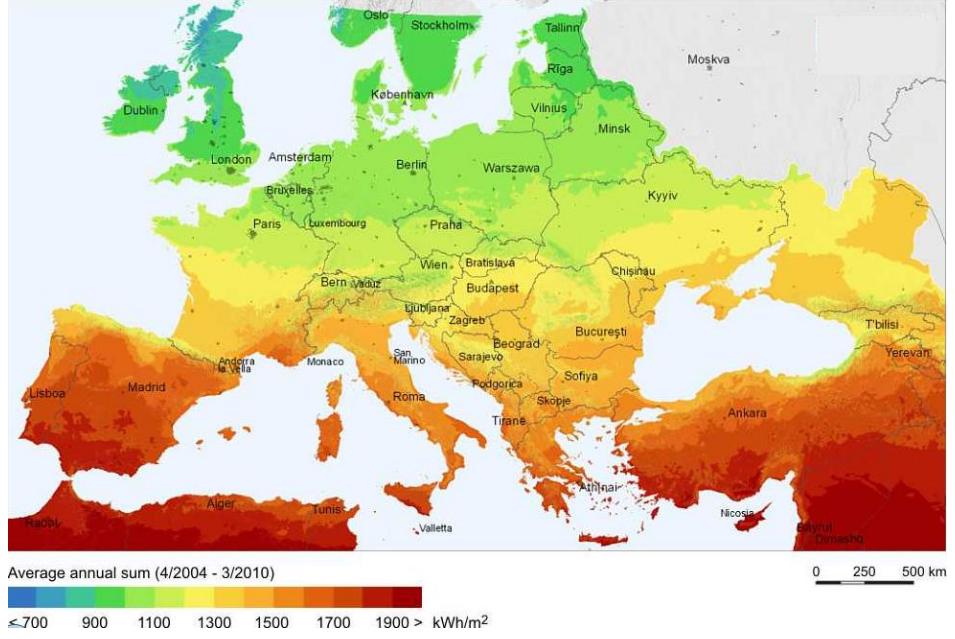 Oslo
Stockholm
Tallinn
Rīga
Moskva
København
Vilnius
Minsk
Dublin
London
Amsterdam
Berlin
Warszawa
Bruxelles
Kyyiv
Paris
Luxembourg
Praha
Wien
Bratislava
Bern
Vaduz
Budapest
Chişinau
Ljubljana
Zagreb
Beograd
Bucureşti
T'bilisi
Yerevan
Andorra
la Vella
Monaco
San
Marino
Sarajevo
Podgorica
Sofiya
Skopje
Lisboa
Madrid
Roma
Tirane
Ankara
Athinai
Rabat
Alger
Tunis
Valletta
Nicosia
Bayrut
Dimashq
Average annual sum (4/2004 - 3/2010)
0 250 500 km
< 700 900 1100 1300 1500 1700 1900 > kWh/m²